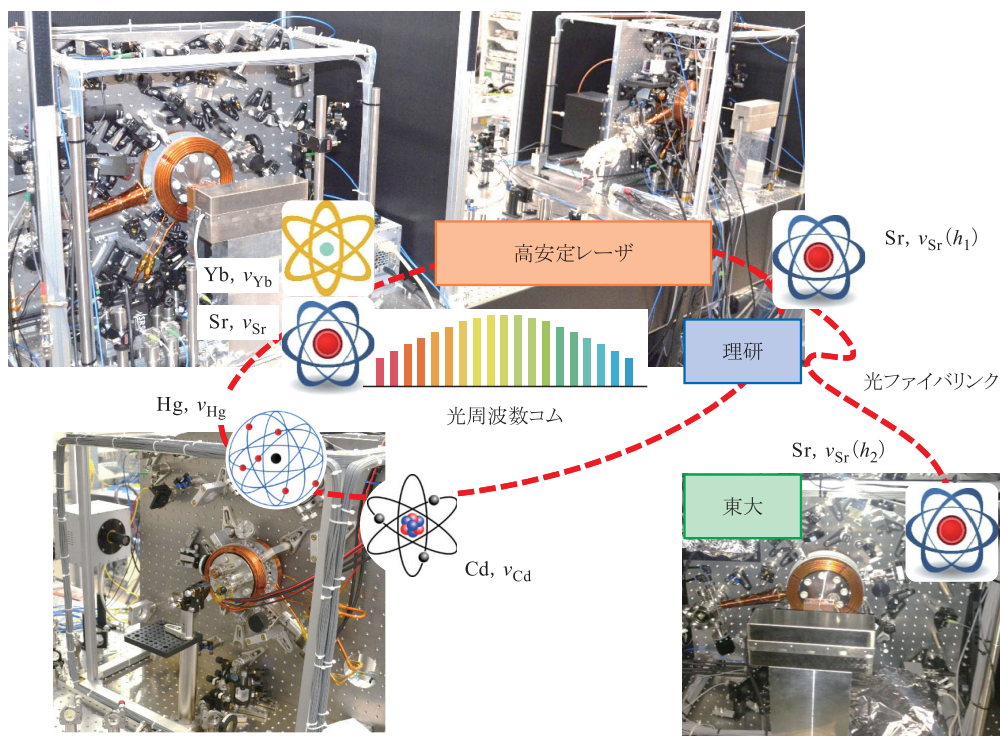 高安定レーザ
Sr, νSr(h1)
Yb, νYb
Sr, νSr
理研
光ファイバリンク
Hg, νHg
光周波数コム
Sr, νSr(h2)
東大
Cd, νCd